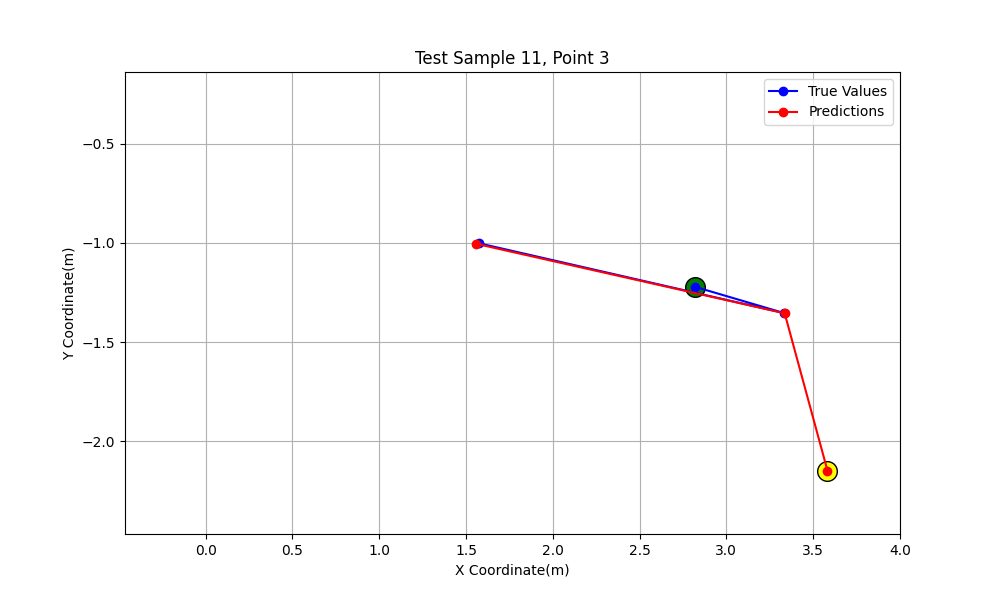 Test Sample 11, Point 3
True Values
Predictions
−0.5
−1.0
−1.5
−2.0
Y Coordinate(m)
0.0 0.5 1.0 1.5 2.0 2.5 3.0 3.5 4.0
X Coordinate(m)